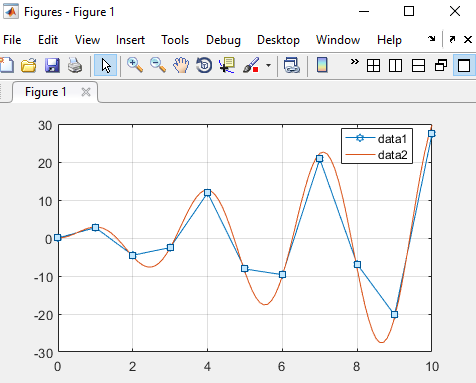 Figures - Figure 1
File Edit View Insert Tools Debug Desktop Window Help
Figure 1
30
20
10
0
-10
-20
-30
0 2 4 6 8 10
data1
data2